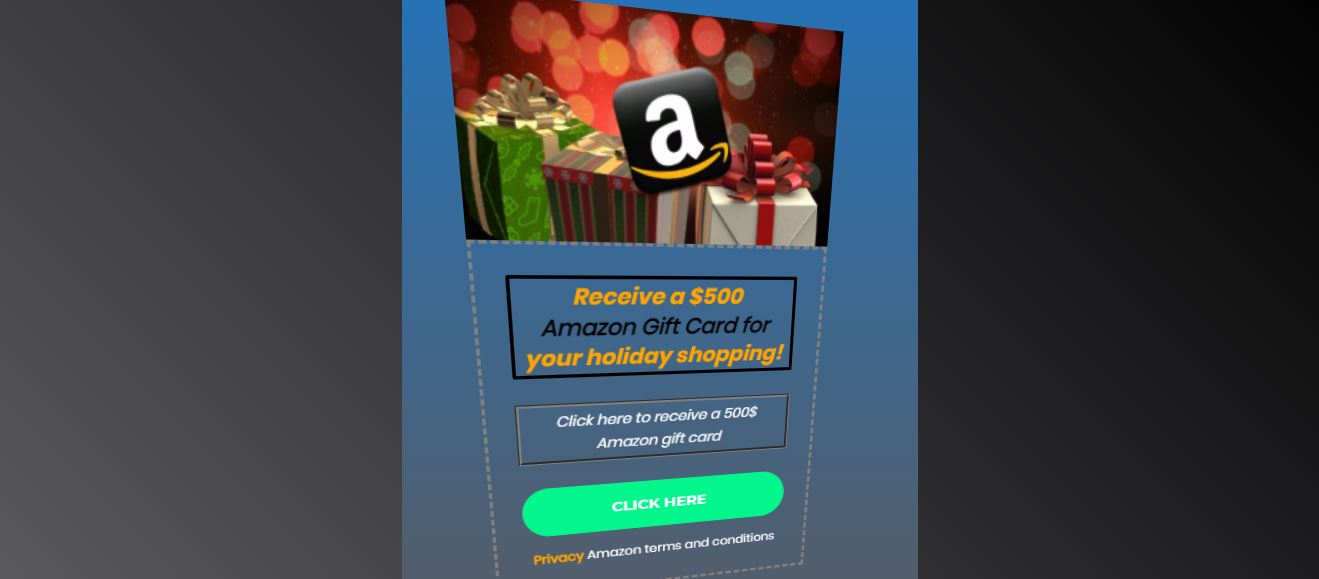 a
Receive a $500
Amazon Gift Card for
your holiday shopping!
Click here to receive a 500$
Amazon gift card
CLICK HERE
Privacy Amazon terms and conditions